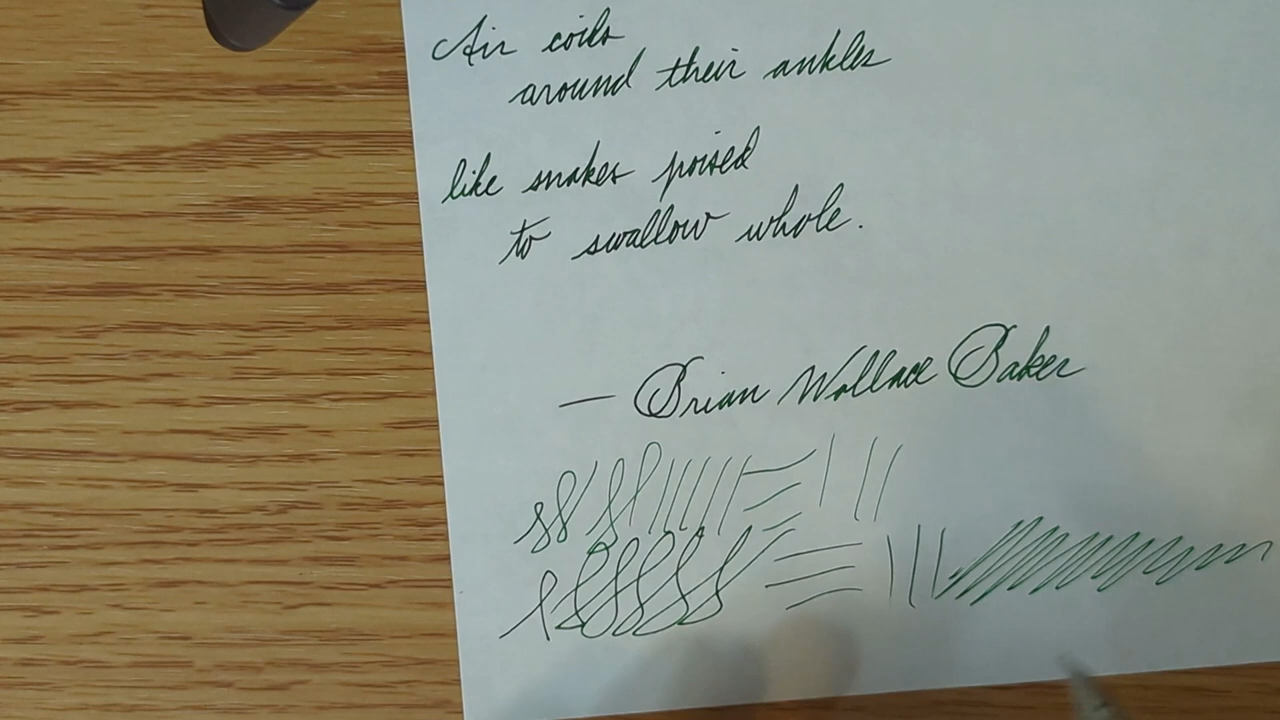 Air coils
around their ankles
like snakes poised
to swallow whole.
— Brian Wallace Baker